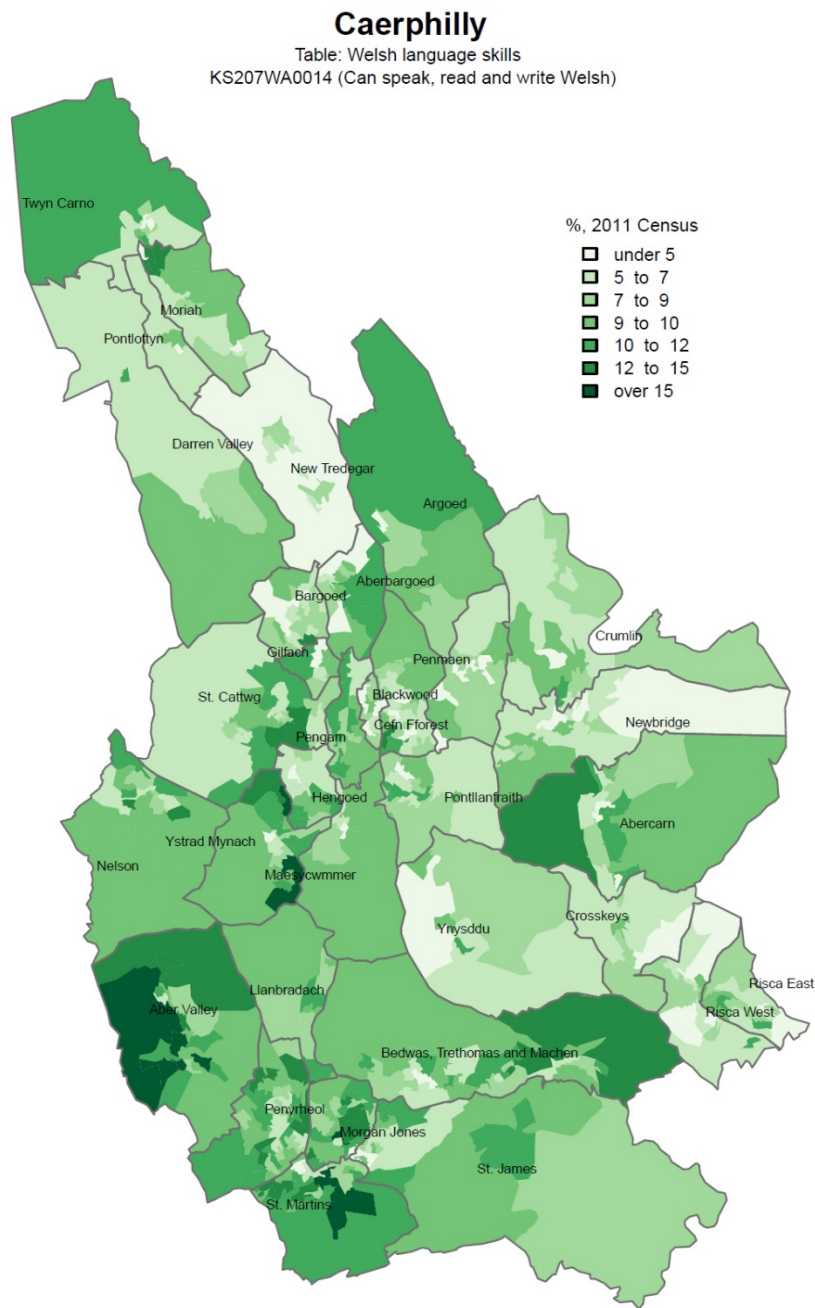 Caerphilly
Table: Welsh language skills
KS207WA0014 (Can speak, read and write Welsh)
Twyn Carno
%, 2011 Census
under 5
5 to 7
7 to 9
9 to 10
10 to 12
12 to 15
over 15
Moriah
Pontlottyn
Darren Valley
New Tredegar
Argoed
Aberbargoed
Bargoed
Crumlin
Gilfach
Penmaen
St. Cattwg
Blackwood
Cefn Fforest
Newbridge
Pengam
Hengoed
Pontllanfraith
Abercarn
Ystrad Mynach
Nelson
Maesycwmmer
Crosskeys
Ynysddu
Risca East
Llanbradach
Aber Valley
Risca West
Bedwas, Trethomas and Machen
Penyrheol
Morgan Jones
St. James
St. Martins